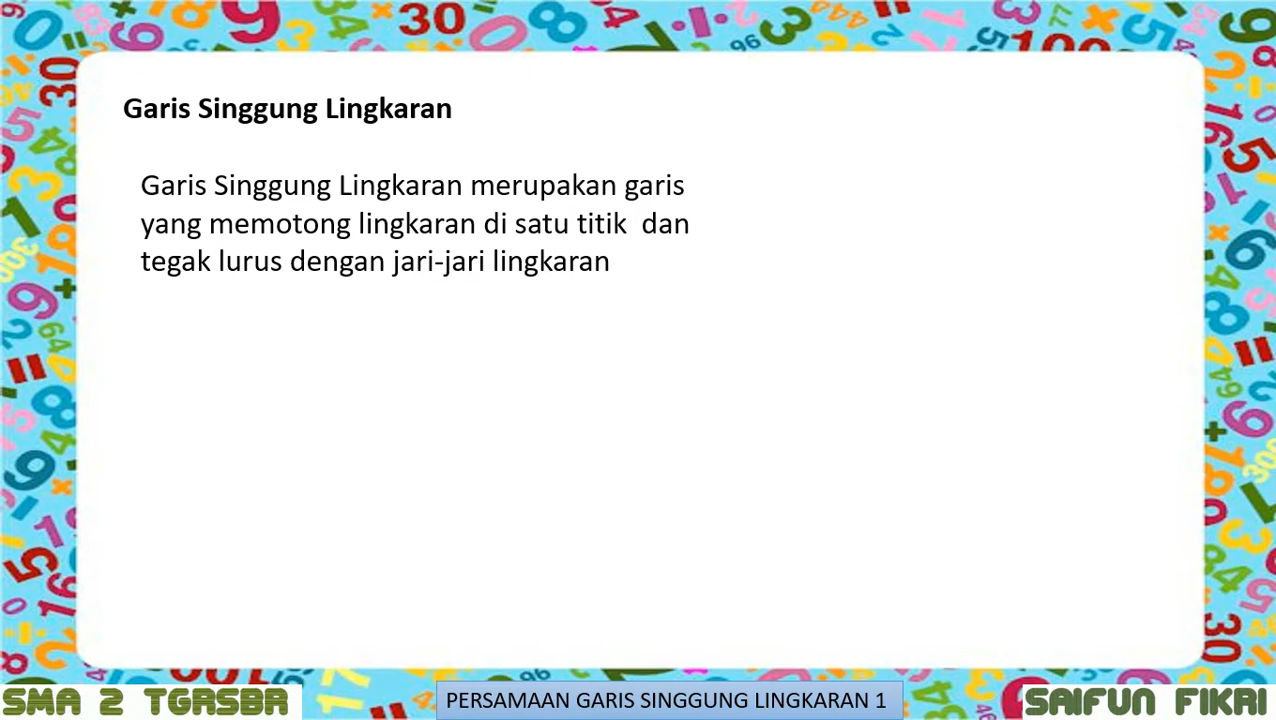 Garis Singgung Lingkaran
Garis Singgung Lingkaran merupakan garis
yang memotong lingkaran di satu titik  dan
tegak lurus dengan jari-jari lingkaran
SMA 2 TGRSBR
PERSAMAAN GARIS SINGGUNG LINGKARAN 1
SAIFUN FIKRI